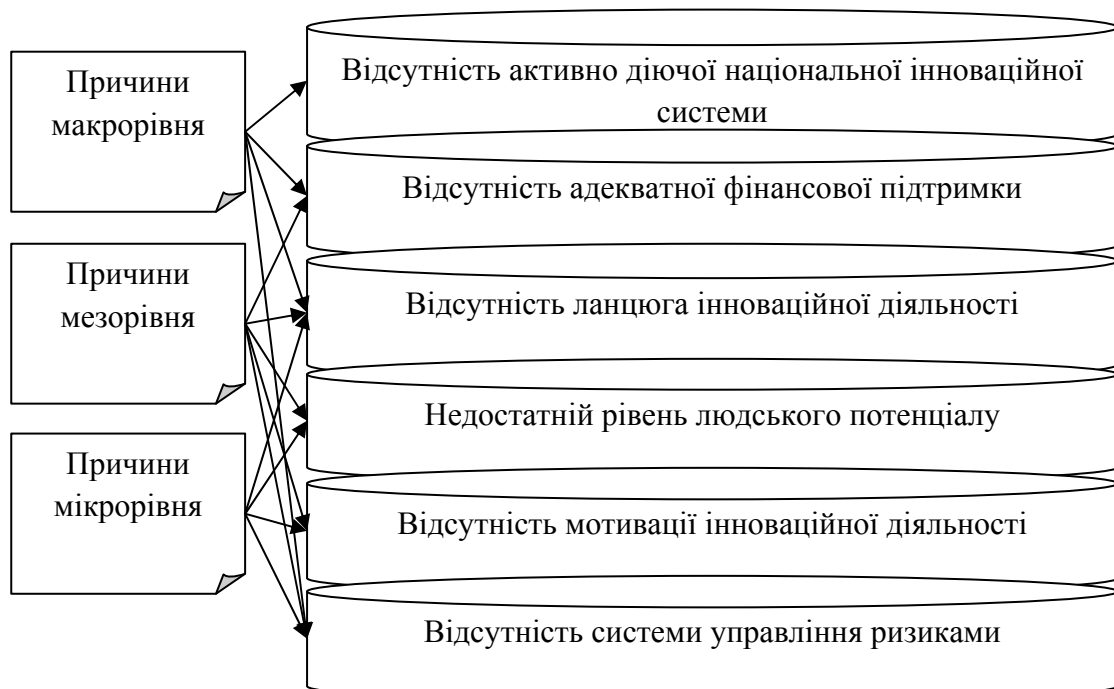 Причини
макрорівня
Причини
мезорівня
Причини
мікрорівня
Відсутність активно діючої національної інноваційної
системи
Відсутність адекватної фінансової підтримки
Відсутність ланцюга інноваційної діяльності
Недостатній рівень людського потенціалу
Відсутність мотивації інноваційної діяльності
Відсутність системи управління ризиками